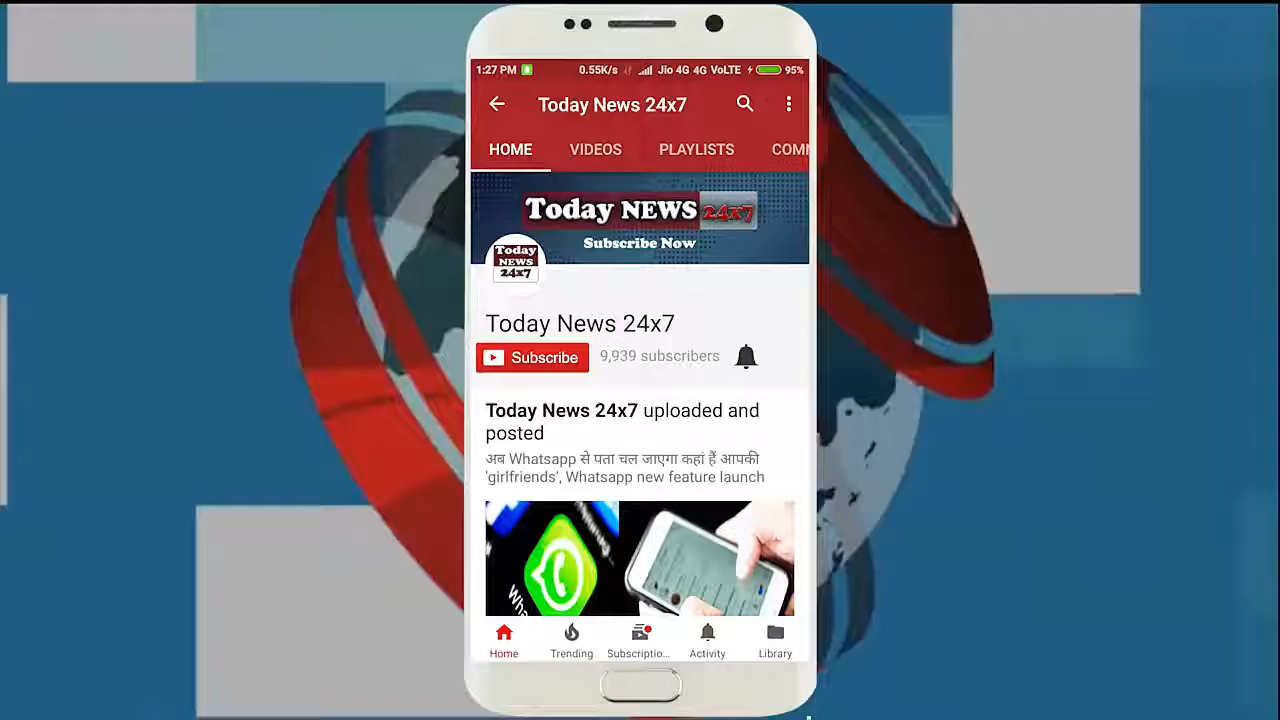 1:27 PM 0.55K/s Jio 4G 4G VoLTE 95%
Today News 24x7
HOME VIDEOS PLAYLISTS COMM
Today NEWS 24x7
Subscribe Now
Today
NEWS
24x7
Today News 24x7
Subscribe 9,939 subscribers
Today News 24x7 uploaded and
posted
अब Whatsapp से पता चल जाएगा कहां हैं आपकी
'girlfriends', Whatsapp new feature launch
Wha
Home Trending Subscriptio... Activity Library